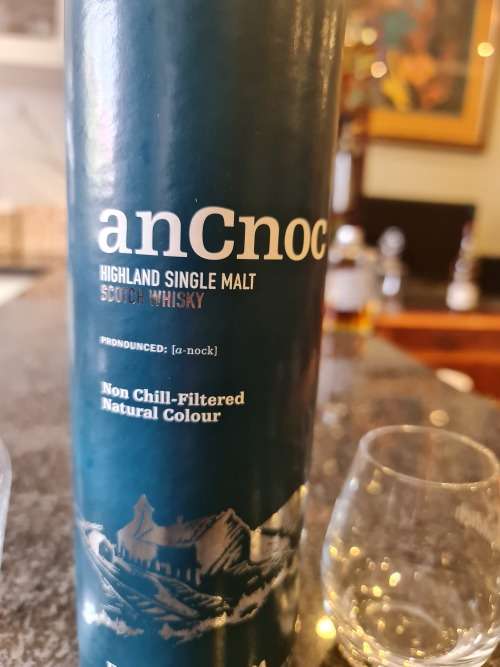 anCnoc
HIGHLAND SINGLE MALT
SCOTCH WHISKY
PRONOUNCED: [a-nock]
Non Chill-Filtered
Natural Colour